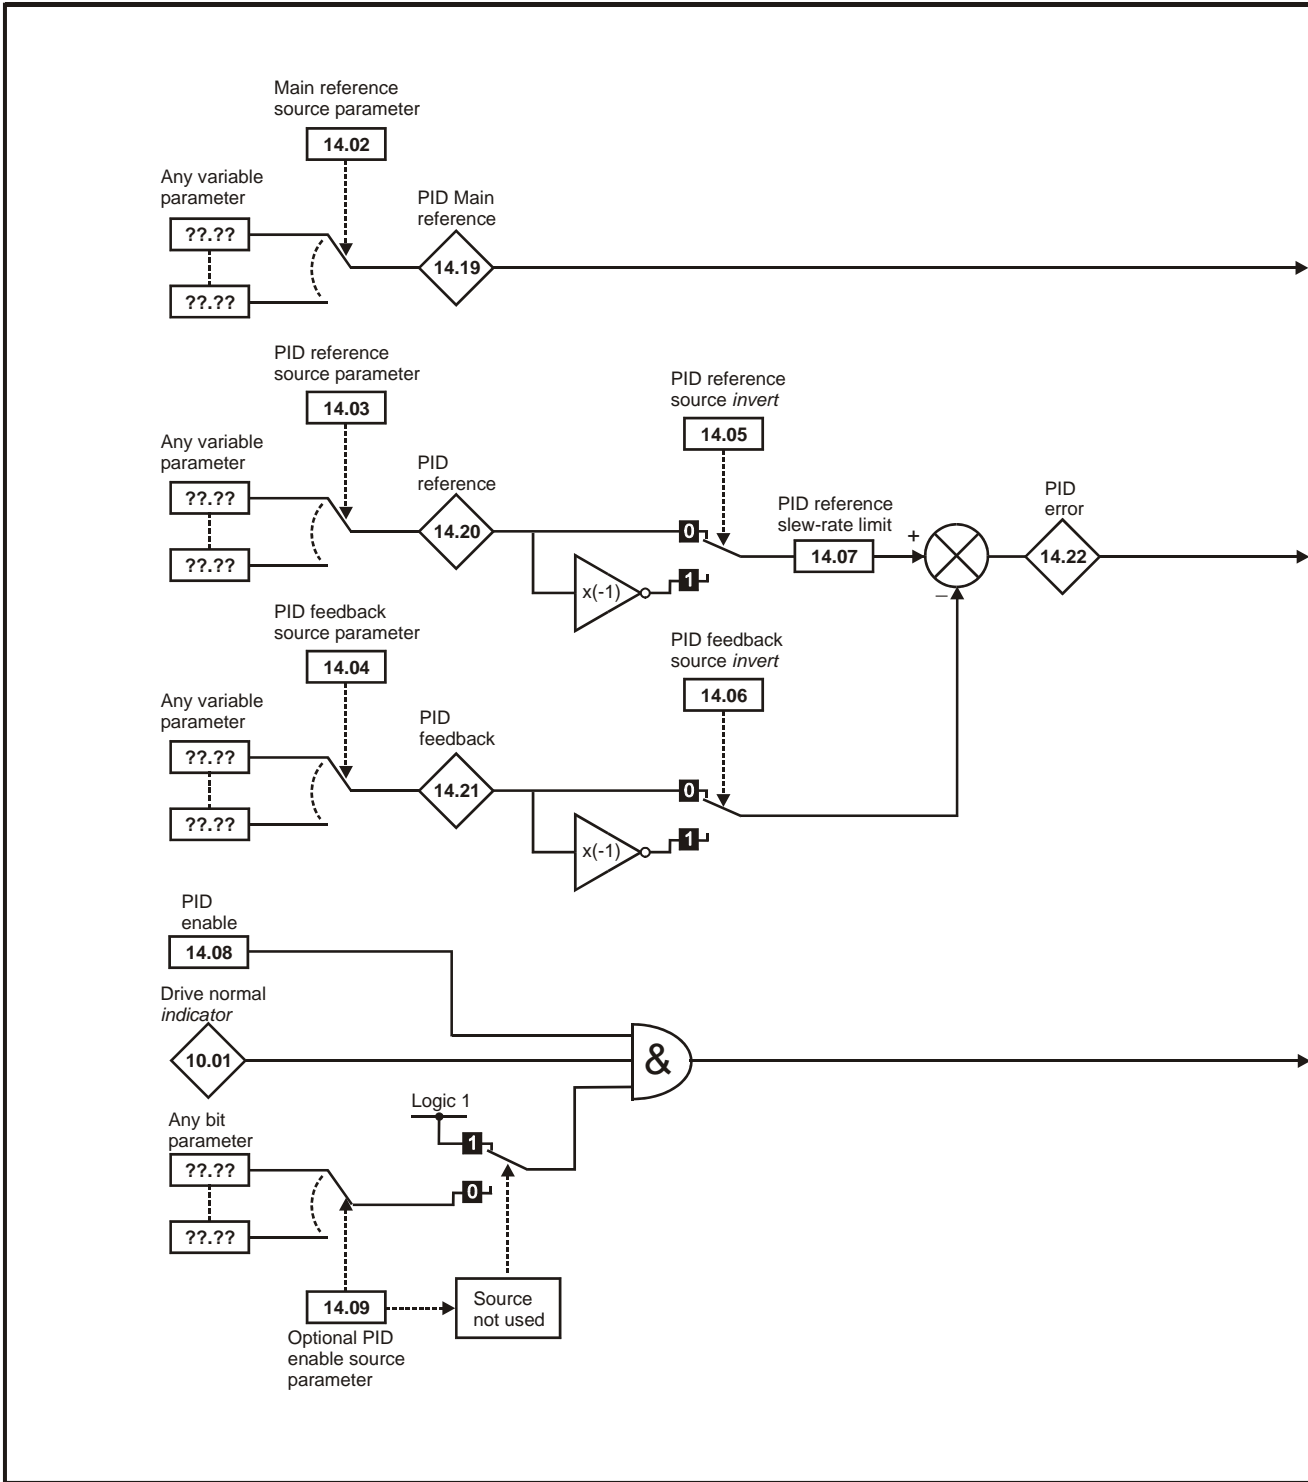 Main reference
source parameter
14.02
Any variable
parameter
??.??
??.??
PID Main
reference
14.19
PID reference
source parameter
14.03
Any variable
parameter
??.??
??.??
PID
reference
14.20
x(-1)
0
1
PID reference
source invert
14.05
PID reference
slew-rate limit
14.07
+
–
PID
error
14.22
PID feedback
source parameter
14.04
Any variable
parameter
??.??
??.??
PID
feedback
14.21
x(-1)
0
1
PID feedback
source invert
14.06
PID
enable
14.08
Drive normal
indicator
10.01
&
Logic 1
1
0
Any bit
parameter
??.??
??.??
14.09
Optional PID
enable source
parameter
Source
not used